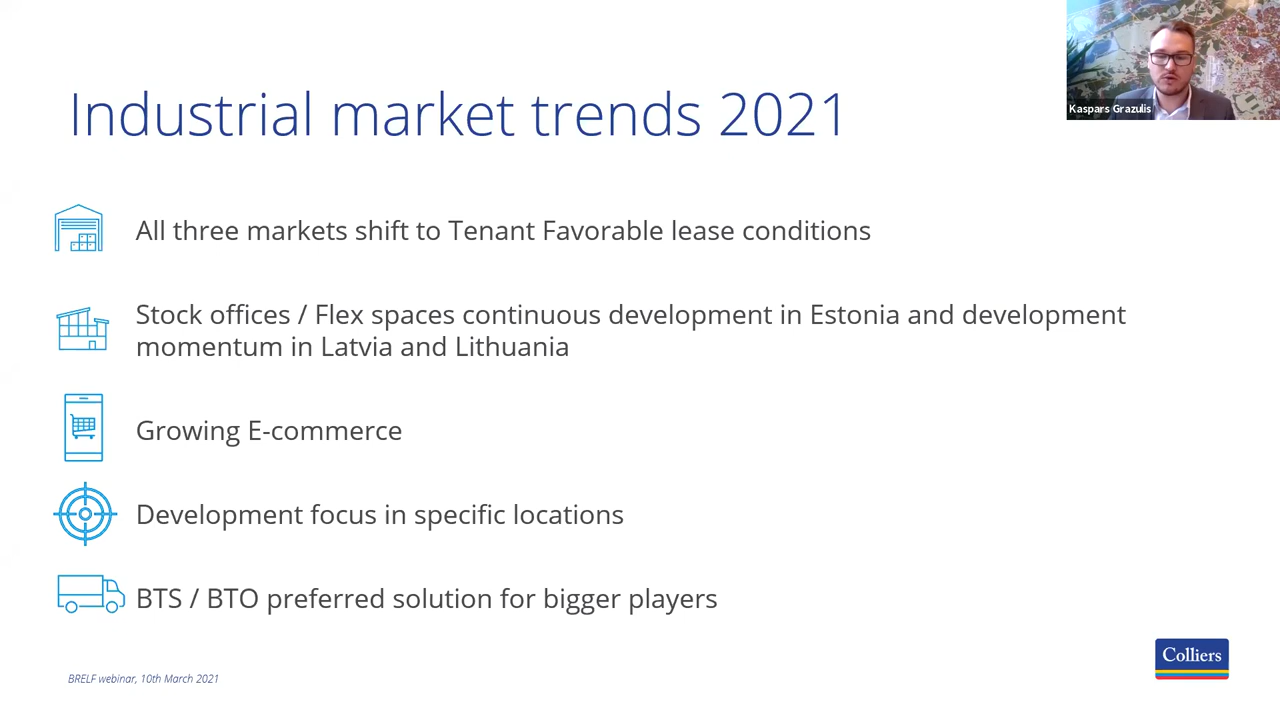 Kaspars Grazulis
Industrial market trends 2021
All three markets shift to Tenant Favorable lease conditions
Stock offices / Flex spaces continuous development in Estonia and development
momentum in Latvia and Lithuania
Growing E-commerce
Development focus in specific locations
BTS / BTO preferred solution for bigger players
Colliers
BRELF webinar, 10th March 2021